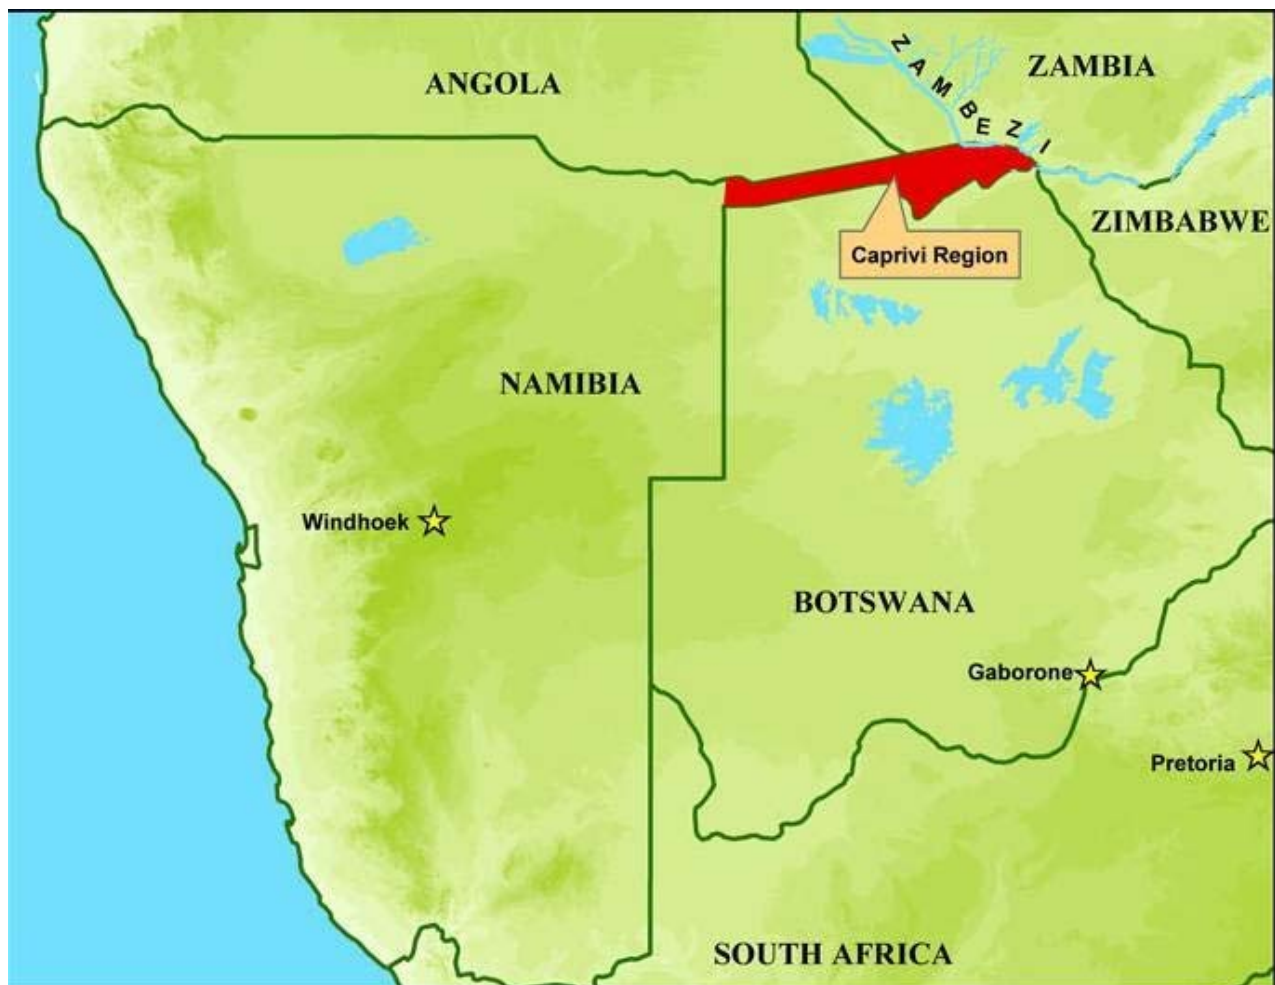 ANGOLA
ZAMBIA
ZAMBEZI
ZIMBABWE
Caprivi Region
NAMIBIA
Windhoek
BOTSWANA
Gaborone
Pretoria
SOUTH AFRICA